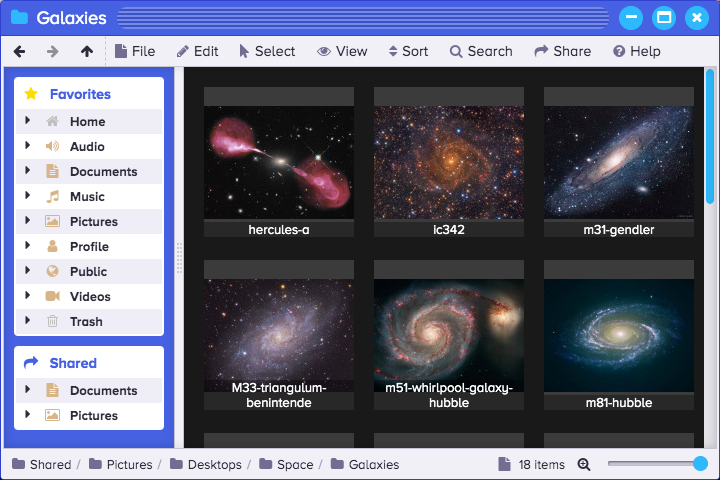 Galaxies
File Edit Select View Sort Search Share Help
Favorites
Home
Audio
Documents
Music
Pictures
Profile
Public
Videos
Trash
Shared
Documents
Pictures
hercules-a
ic342
m31-gendler
M33-triangulum-
benintende
m51-whirlpool-galaxy-
hubble
m81-hubble
Shared / Pictures / Desktops / Space / Galaxies
18 items